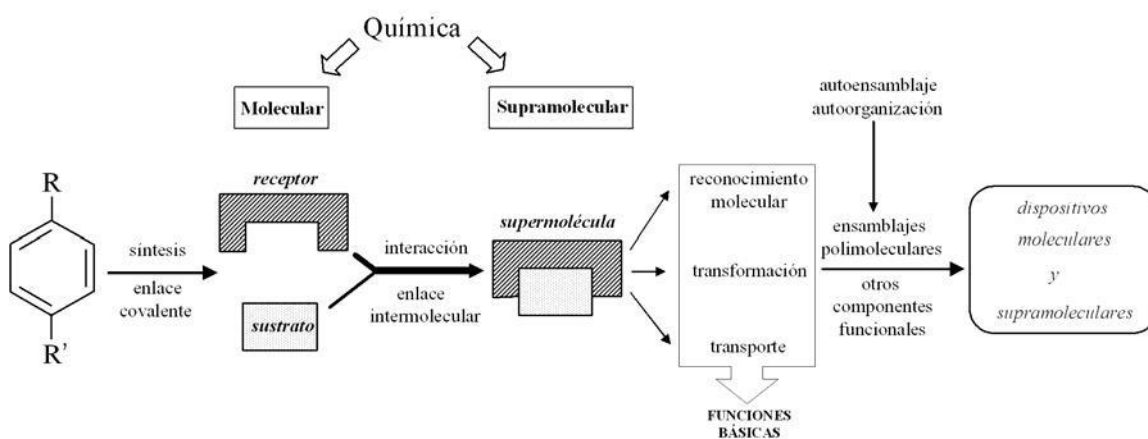 Química
Molecular
Supramolecular
R
R'
síntesis
enlace
covalente
receptor
sustrato
interacción
enlace
intermolecular
supermolécula
reconocimiento
molecular
transformación
transporte
FUNCIONES
BÁSICAS
autoensamblaje
autoorganización
ensamblajes
polimoleculares
otros
componentes
funcionales
dispositivos
moleculares
y
supramoleculares